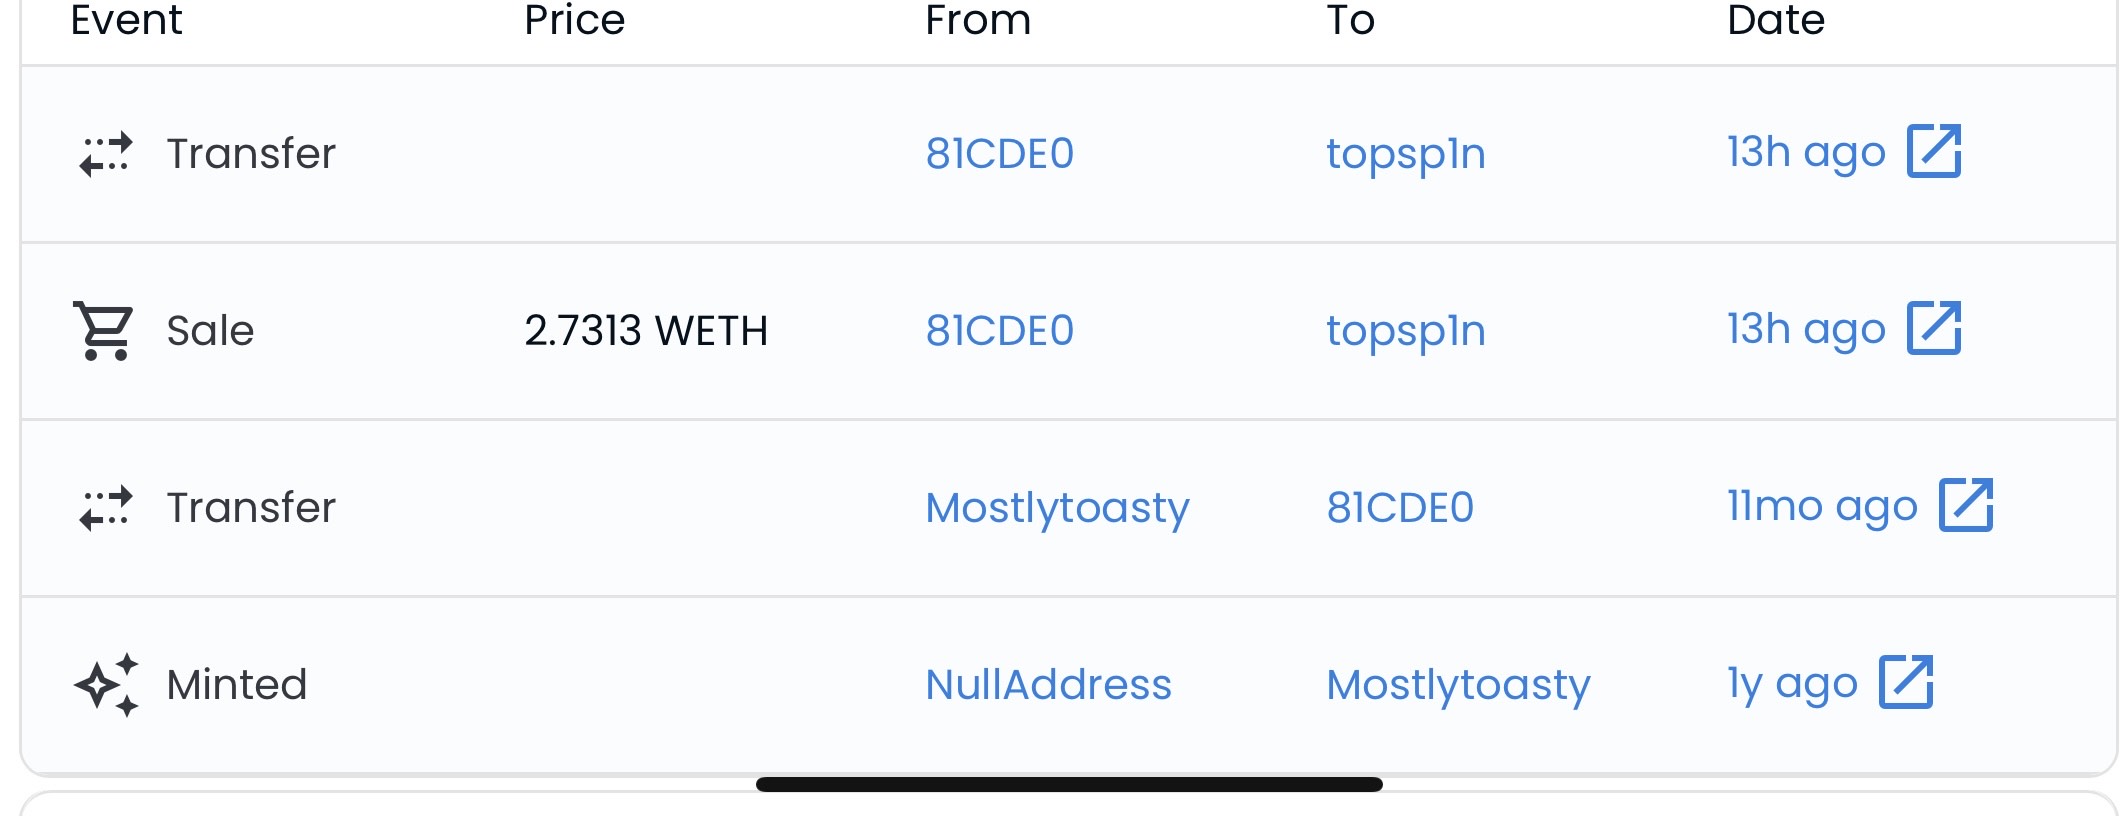 Event Price From To Date
Transfer 81CDE0 topsp1n 13h ago
Sale 2.7313 WETH 81CDE0 topsp1n 13h ago
Transfer Mostlytoasty 81CDE0 11mo ago
Minted NullAddress Mostlytoasty 1y ago